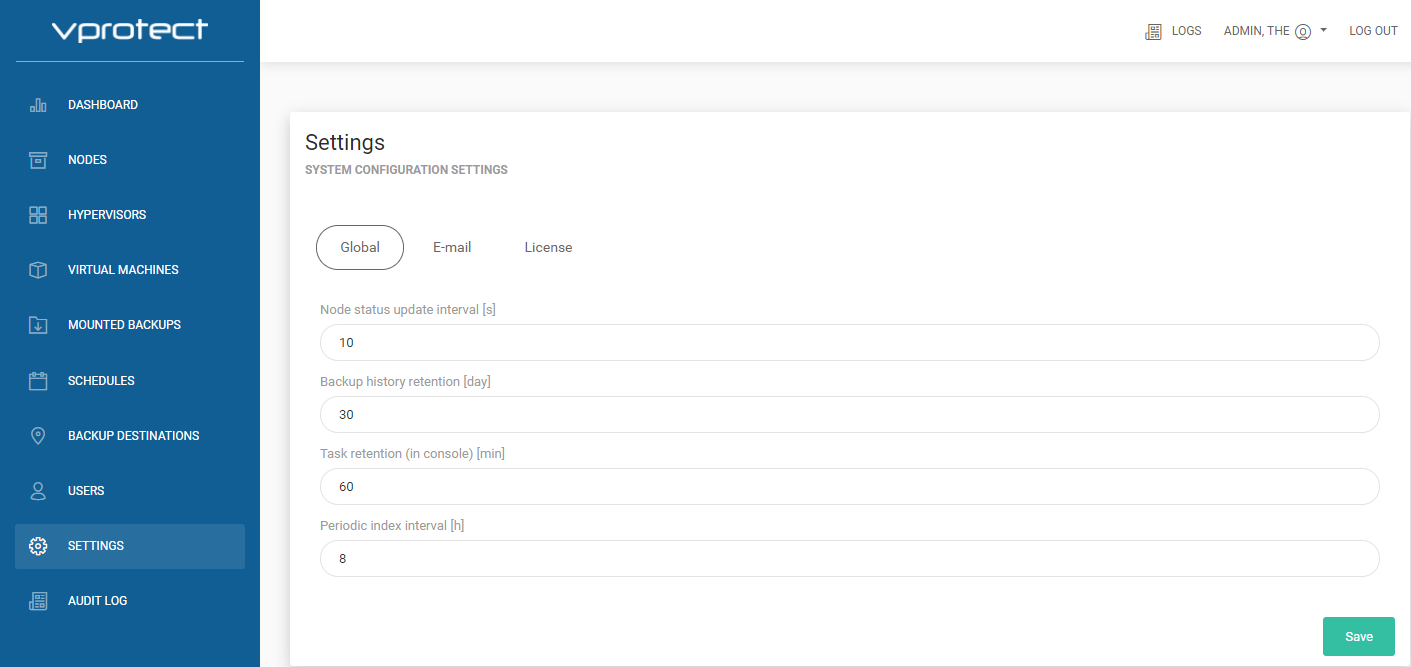 vprotect
LOGS
ADMIN, THE
LOG OUT
DASHBOARD
NODES
HYPERVISORS
VIRTUAL MACHINES
MOUNTED BACKUPS
SCHEDULES
BACKUP DESTINATIONS
USERS
SETTINGS
AUDIT LOG
Settings
SYSTEM CONFIGURATION SETTINGS
Global
E-mail
License
Node status update interval [s]
10
Backup history retention [day]
30
Task retention (in console) [min]
60
Periodic index interval [h]
8
Save